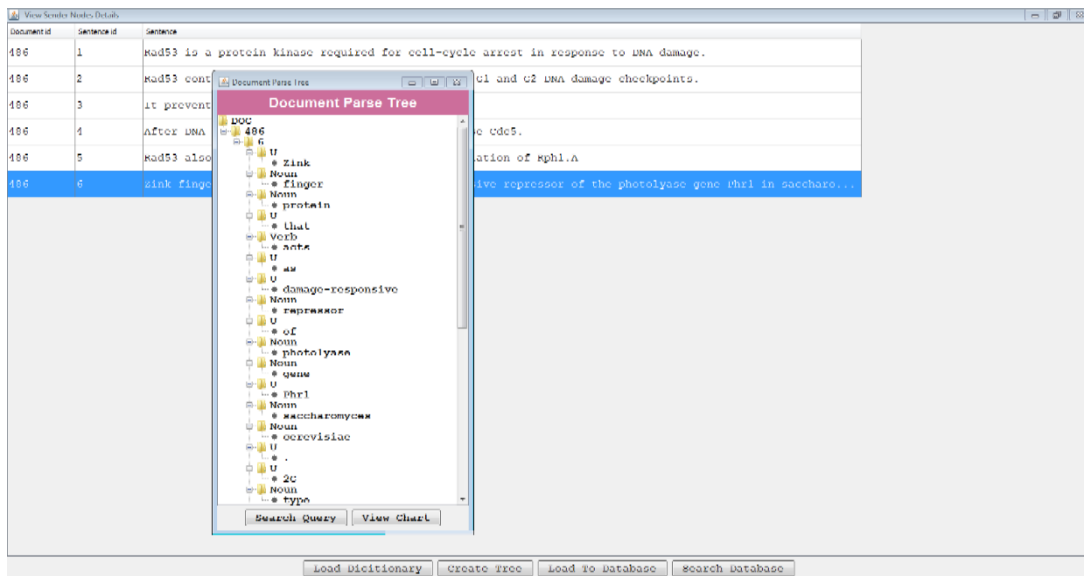 View Sender Nodes Details
Document id Sentence id Sentence
486 1 Rad53 is a protein kinase required for cell-cycle arrest in response to DNA damage.
486 2 Rad53 cont G1 and G2 DNA damage checkpoints.
486 3 it prevent
486 4 After DNA se Cdc5.
486 5 Rad53 also lation of Rph1.A
486 6 zink finge sive repressor of the photolyase gene Phr1 in saccharo...
Document Parse Tree
Document Parse Tree
DOC
486
6
U
Zink
Noun
finger
Noun
protein
U
that
Verb
acts
U
as
U
damage-responsive
Noun
repressor
U
of
Noun
photolyase
Noun
gene
U
Phr1
Noun
saccharomyces
Noun
cerevisiae
U
.
U
2C
Noun
type
Search Query View Chart
Load Dicitionary Create Tree Load To Database Search Database